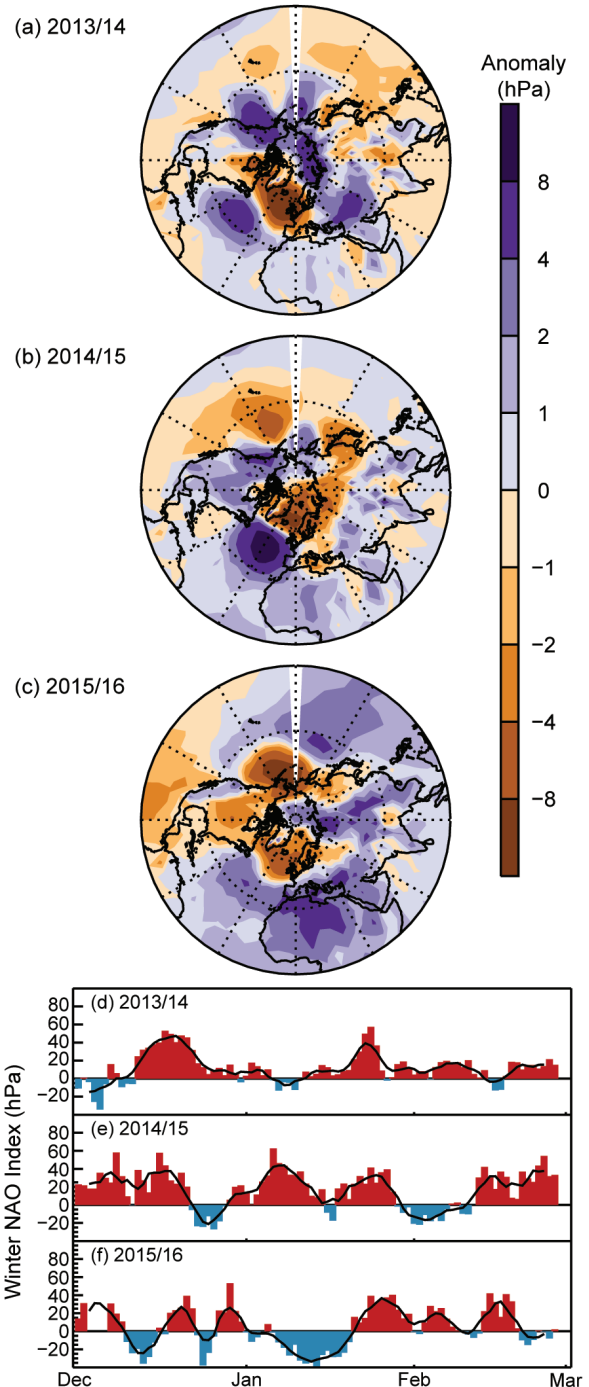 (a) 2013/14
Anomaly
(hPa)
8
4
2
1
0
−1
−2
−4
−8
(b) 2014/15
(c) 2015/16
Winter NAO Index (hPa)
(d) 2013/14
80
60
40
20
0
−20
(e) 2014/15
80
60
40
20
0
−20
(f) 2015/16
80
60
40
20
0
−20
Dec Jan Feb Mar